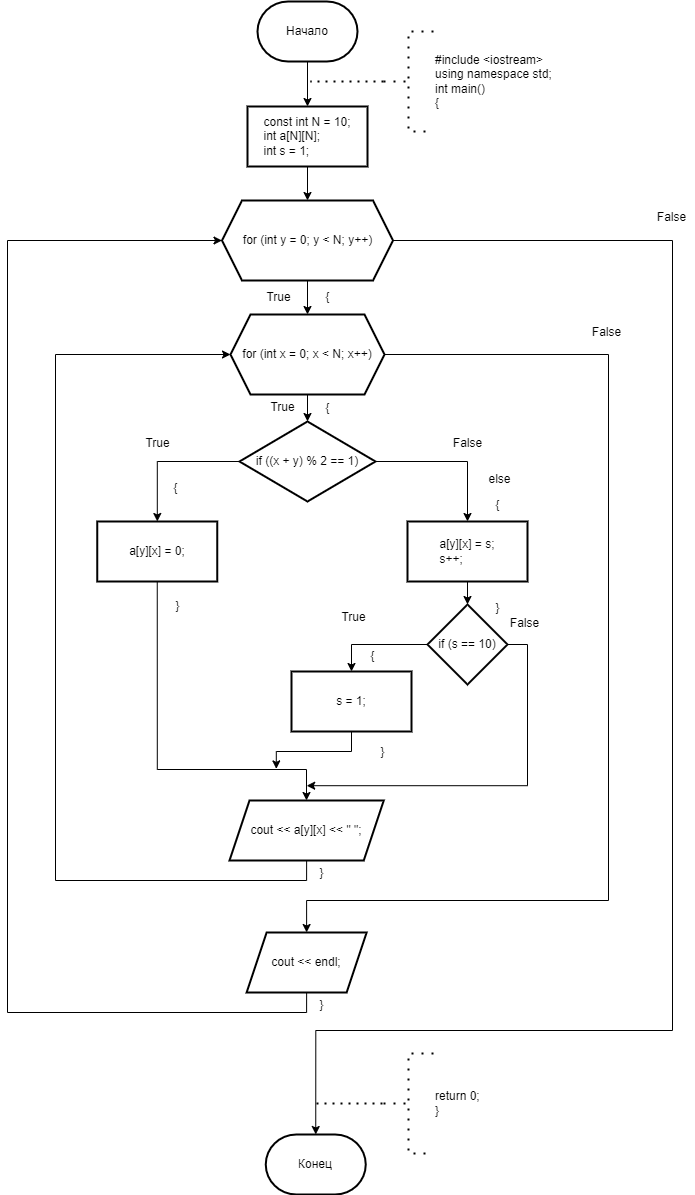 Начало
#include <iostream>
using namespace std;
int main()
{
const int N = 10;
int a[N][N];
int s = 1;
False
for (int y = 0; y < N; y++)
True
{
False
for (int x = 0; x < N; x++)
True
{
True
if ((x + y) % 2 == 1)
False
else
{
{
a[y][x] = 0;
a[y][x] = s;
s++;
}
}
True
False
if (s == 10)
{
s = 1;
}
cout << a[y][x] << " ";
}
cout << endl;
}
return 0;
}
Конец